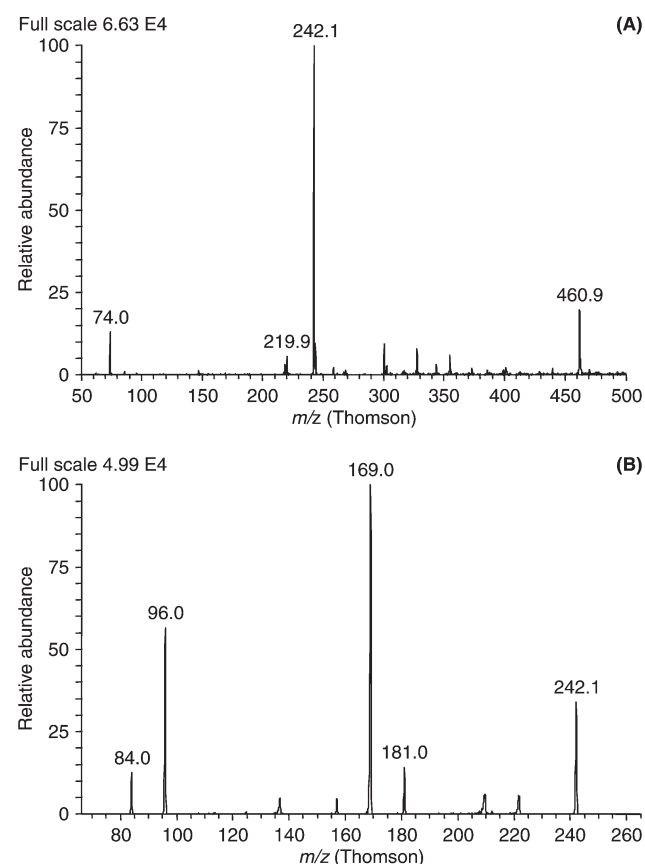 Full scale 6.63 E4
(A)
242.1
100
75
50
25
0
Relative abundance
74.0
219.9
460.9
50 100 150 200 250 300 350 400 450 500
m/z (Thomson)
Full scale 4.99 E4
(B)
169.0
100
75
50
25
0
Relative abundance
96.0
84.0
181.0
242.1
80 100 120 140 160 180 200 220 240 260
m/z (Thomson)